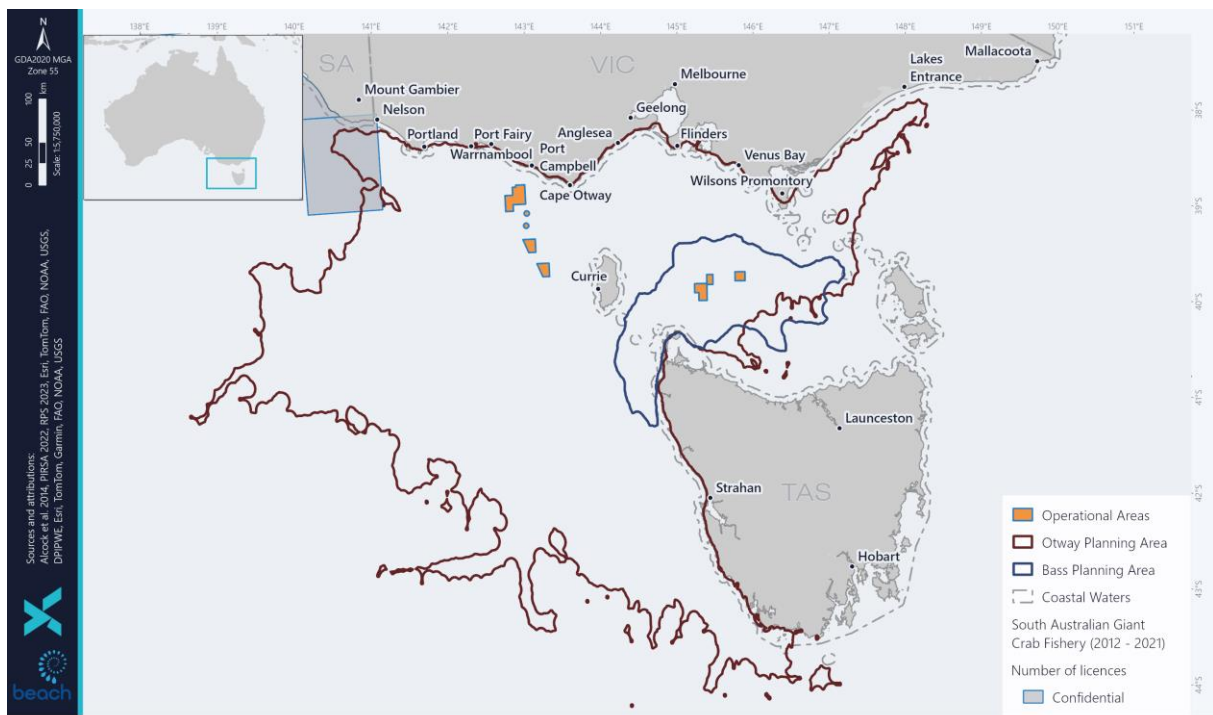 N
GDA2020 MGA
Zone 55
0 25 50 100
km
Scale:1:5,750,000
Sources and attributions:
Alcock et al. 2014, PIRSA 2022, RPS 2023, Esri, TomTom, FAO, NOAA, USGS,
DPIPWE, Esri, TomTom, Garmin, FAO, NOAA, USGS
beach
138°E
139°E
140°E
141°E
142°E
143°E
144°E
145°E
146°E
147°E
148°E
149°E
150°E
151°E
38°S
39°S
40°S
41°S
42°S
43°S
44°S
SA
VIC
TAS
Mallacoota
Lakes
Entrance
Melbourne
Mount Gambier
Nelson
Geelong
Portland
Port Fairy
Anglesea
Flinders
Warrnambool
Port
Campbell
Venus Bay
Wilsons Promontory
Cape Otway
Currie
Launceston
Strahan
Hobart
Operational Areas
Otway Planning Area
Bass Planning Area
Coastal Waters
South Australian Giant
Crab Fishery (2012 - 2021)
Number of licences
Confidential